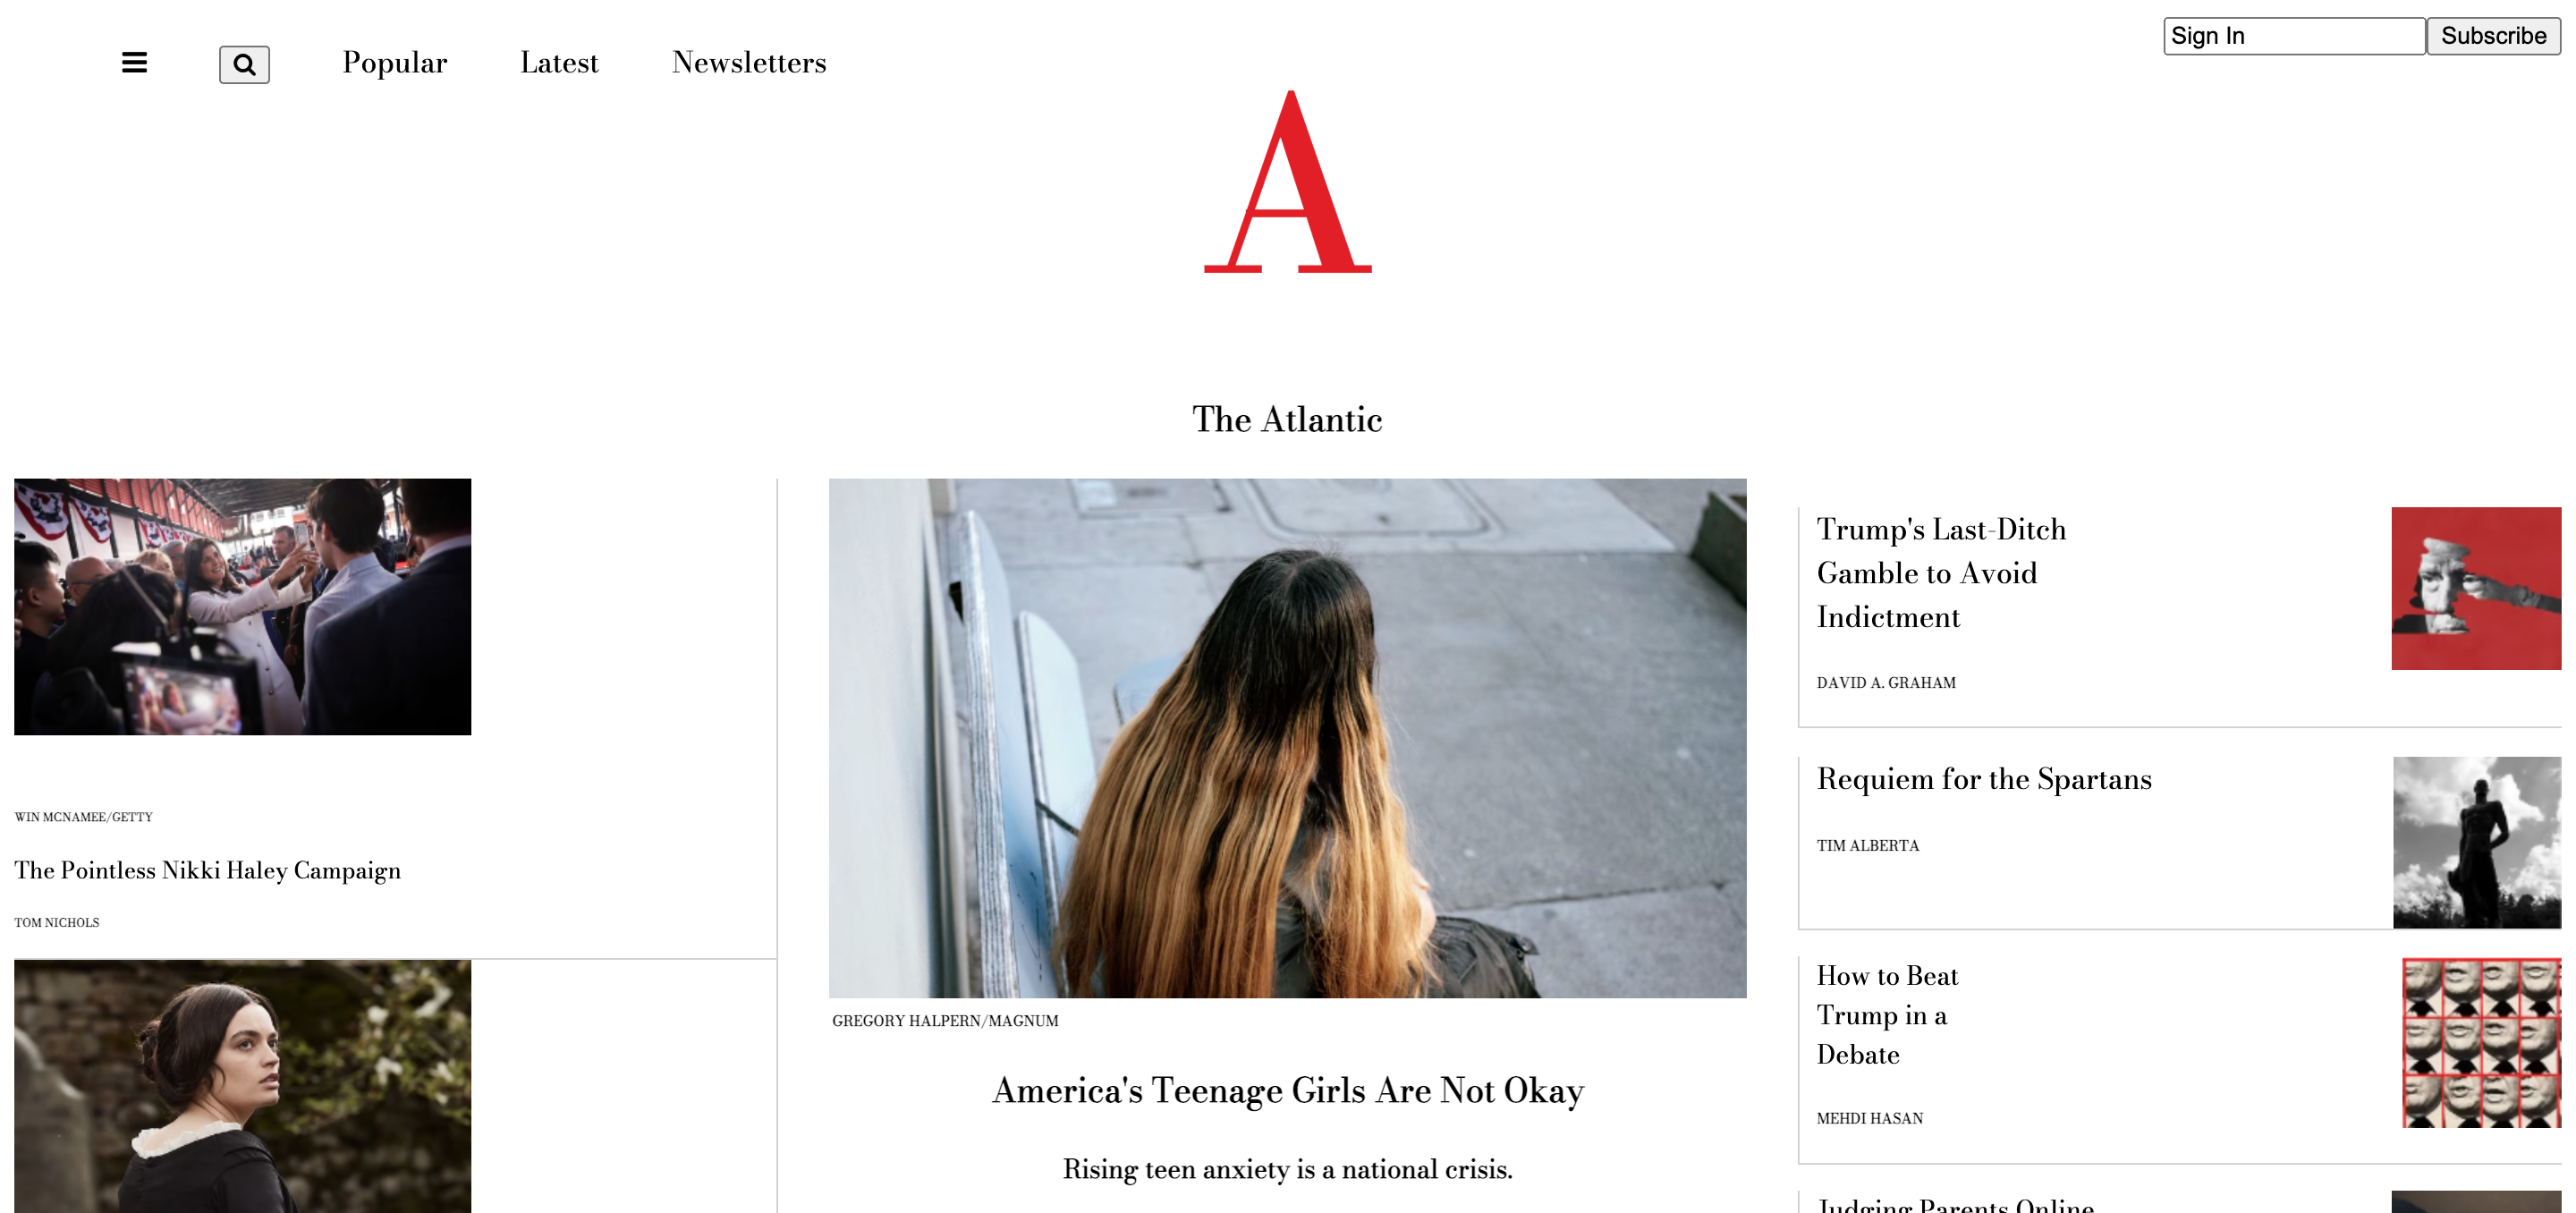 Popular Latest Newsletters
Sign In Subscribe
A
The Atlantic
WIN MCNAMEE/GETTY
The Pointless Nikki Haley Campaign
TOM NICHOLS
GREGORY HALPERN/MAGNUM
America's Teenage Girls Are Not Okay
Rising teen anxiety is a national crisis.
Trump's Last-Ditch
Gamble to Avoid
Indictment
DAVID A. GRAHAM
Requiem for the Spartans
TIM ALBERTA
How to Beat
Trump in a
Debate
MEHDI HASAN
Judging Parents Online